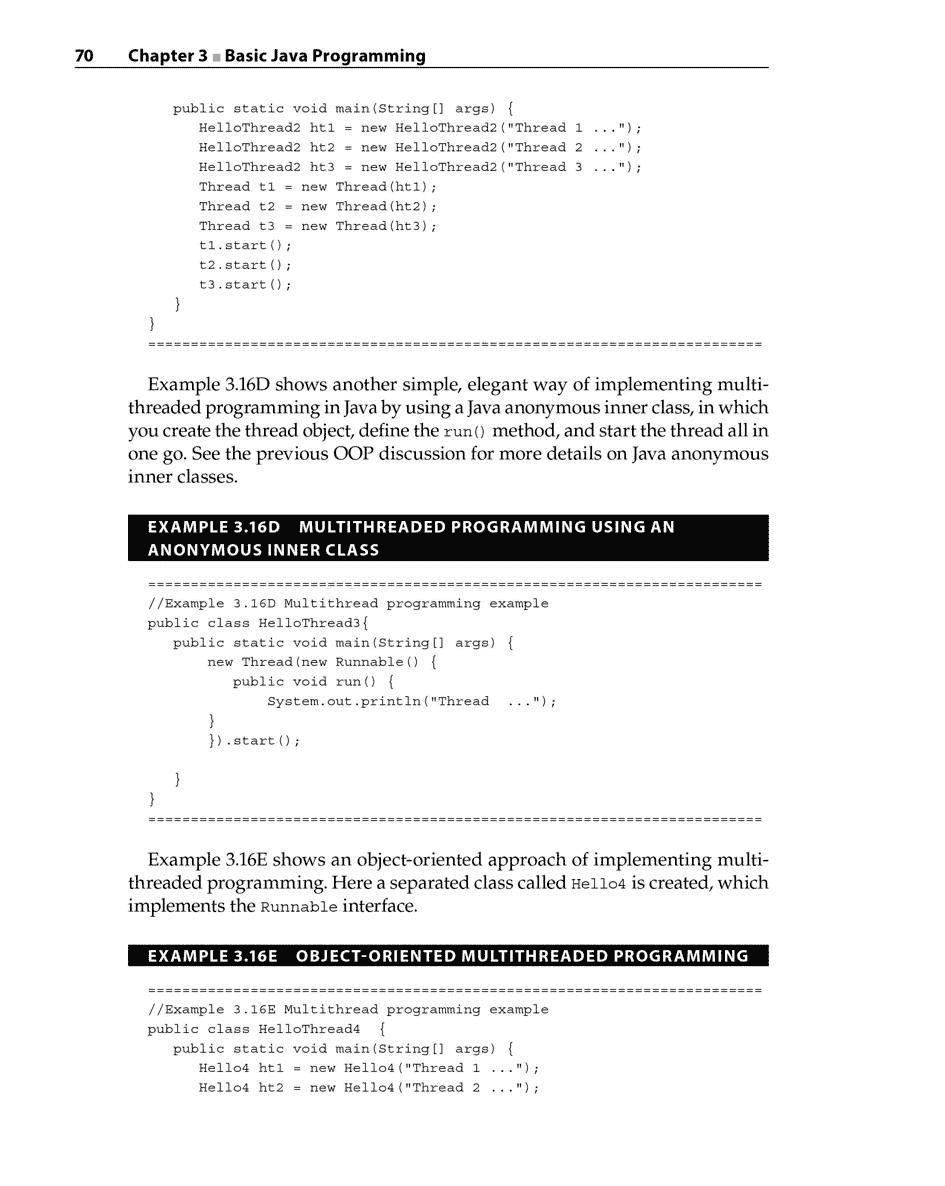 70 Chapter 3 ■ Basic Java Programming
public static void main(String[] args) {
HelloThread2 ht1 = new HelloThread2("Thread 1 ...");
HelloThread2 ht2 = new HelloThread2("Thread 2 ...");
HelloThread2 ht3 = new HelloThread2("Thread 3 ...");
Thread t1 = new Thread(ht1);
Thread t2 = new Thread(ht2);
Thread t3 = new Thread(ht3);
t1.start();
t2.start();
t3.start();
}
}
========================================================================
Example 3.16D shows another simple, elegant way of implementing multi-
threaded programming in Java by using a Java anonymous inner class, in which
you create the thread object, define the run() method, and start the thread all in
one go. See the previous OOP discussion for more details on Java anonymous
inner classes.
EXAMPLE 3.16D MULTITHREADED PROGRAMMING USING AN
ANONYMOUS INNER CLASS
========================================================================
//Example 3.16D Multithread programming example
public class HelloThread3{
public static void main(String[] args) {
new Thread(new Runnable() {
public void run() {
System.out.println("Thread  ...");
}
}).start();
}
}
========================================================================
Example 3.16E shows an object-oriented approach of implementing multi-
threaded programming. Here a separated class called Hello4 is created, which
implements the Runnable interface.
EXAMPLE 3.16E OBJECT-ORIENTED MULTITHREADED PROGRAMMING
========================================================================
//Example 3.16E Multithread programming example
public class HelloThread4  {
public static void main(String[] args) {
Hello4 ht1 = new Hello4("Thread 1 ...");
Hello4 ht2 = new Hello4("Thread 2 ...");